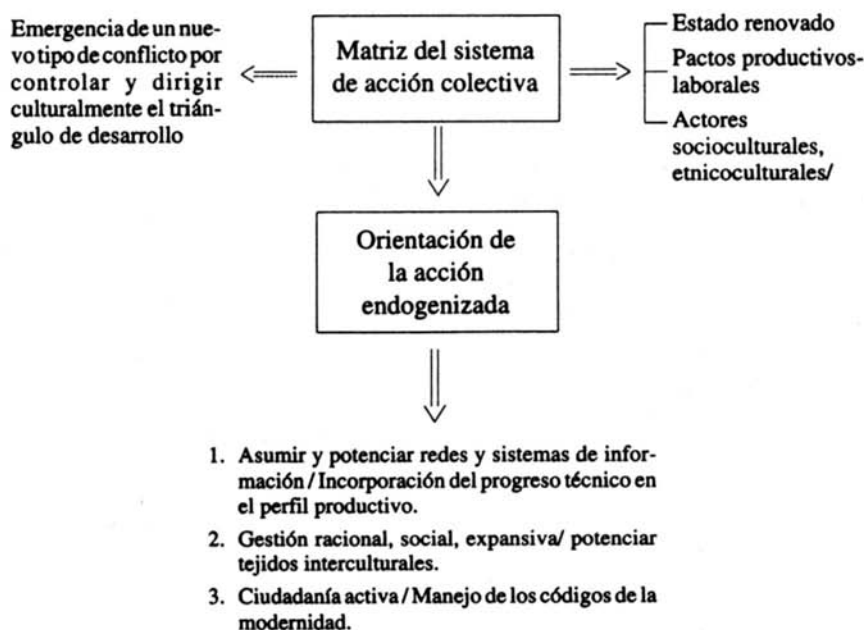 Emergencia de un nue-
vo tipo de conflicto por
controlar y dirigir
culturalmente el trián-
gulo de desarrollo
Matriz del sistema
de acción colectiva
Estado renovado
Pactos productivos-
laborales
Actores
socioculturales,
etnicoculturales/
Orientación de
la acción
endogenizada
1. Asumir y potenciar redes y sistemas de infor-
mación / Incorporación del progreso técnico en
el perfil productivo.
2. Gestión racional, social, expansiva/ potenciar
tejidos interculturales.
3. Ciudadanía activa / Manejo de los códigos de la
modernidad.